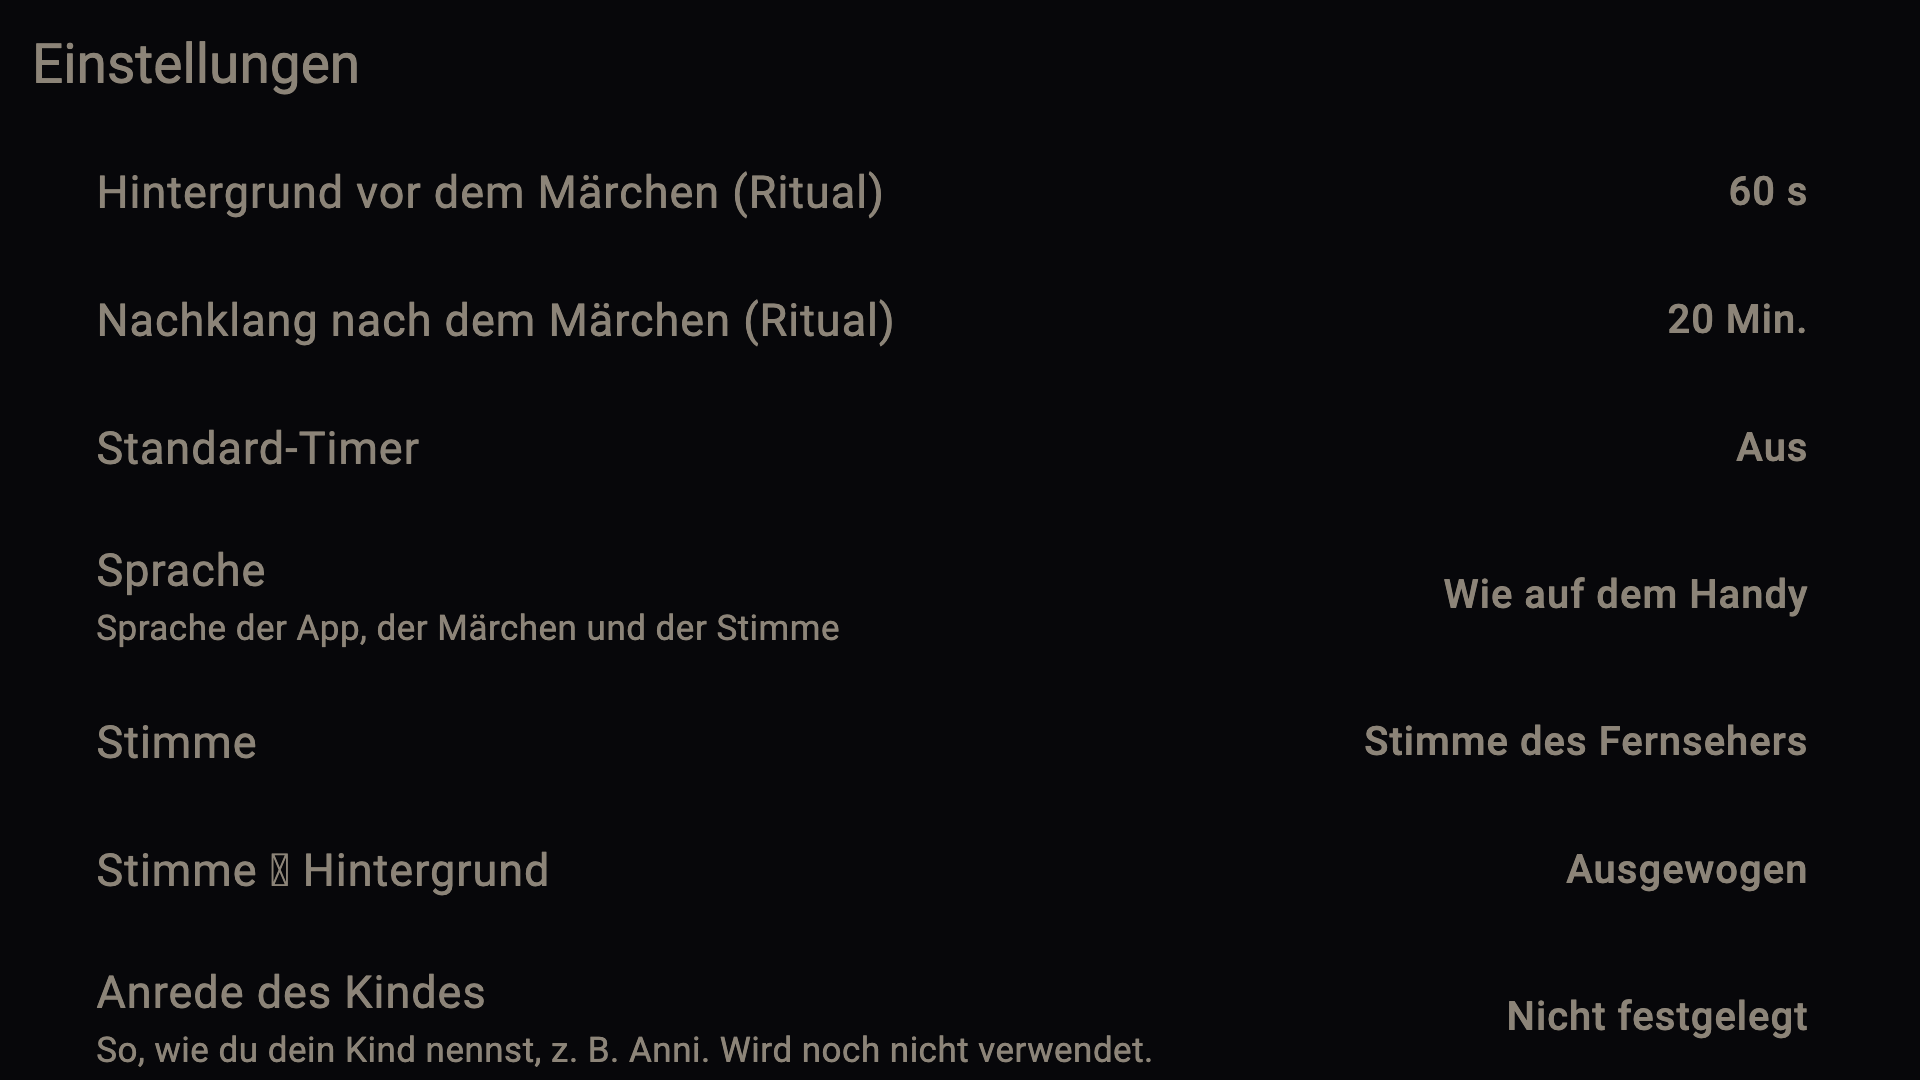 Einstellungen
Hintergrund vor dem Märchen (Ritual) 60 s
Nachklang nach dem Märchen (Ritual) 20 Min.
Standard-Timer Aus
Sprache
Sprache der App, der Märchen und der Stimme
Wie auf dem Handy
Stimme Stimme des Fernsehers
Stimme Hintergrund Ausgewogen
Anrede des Kindes
So, wie du dein Kind nennst, z. B. Anni. Wird noch nicht verwendet.
Nicht festgelegt